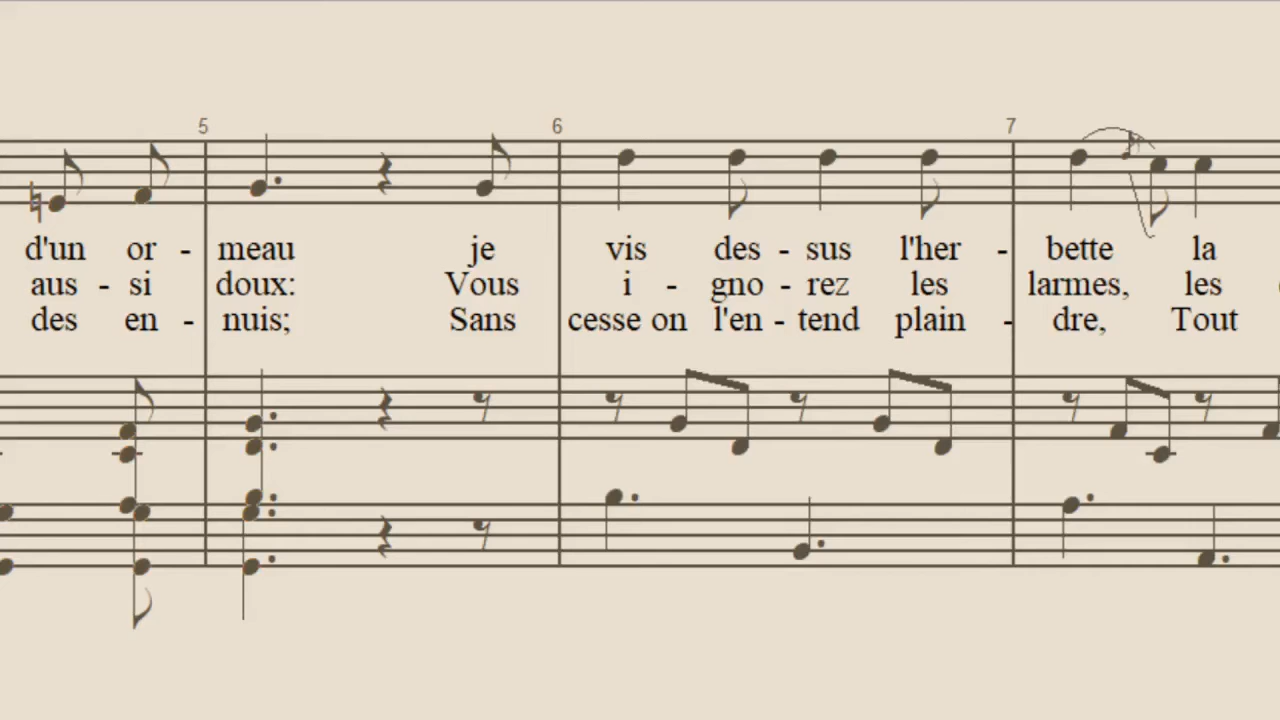 5 6 7
d'un or - meau je vis des - sus l'her - bette la
aus - si doux: Vous i - gno - rez les larmes, les
des en - nuis; Sans cesse on l'en - tend plain - dre, Tout